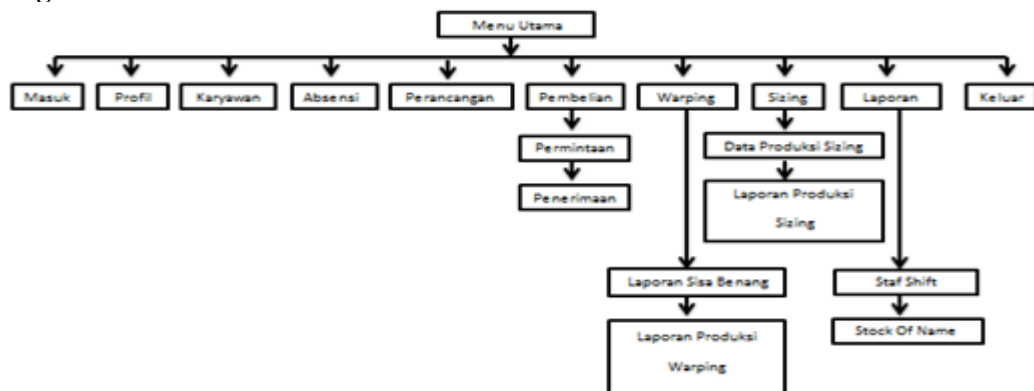 Menu Utama
Masuk
Profil
Karyawan
Absensi
Perancangan
Pembelian
Warping
Sizing
Laporan
Keluar
Permintaan
Penerimaan
Data Produksi Sizing
Laporan Produksi
Sizing
Laporan Sisa Benang
Laporan Produksi
Warping
Staf Shift
Stock Of Name